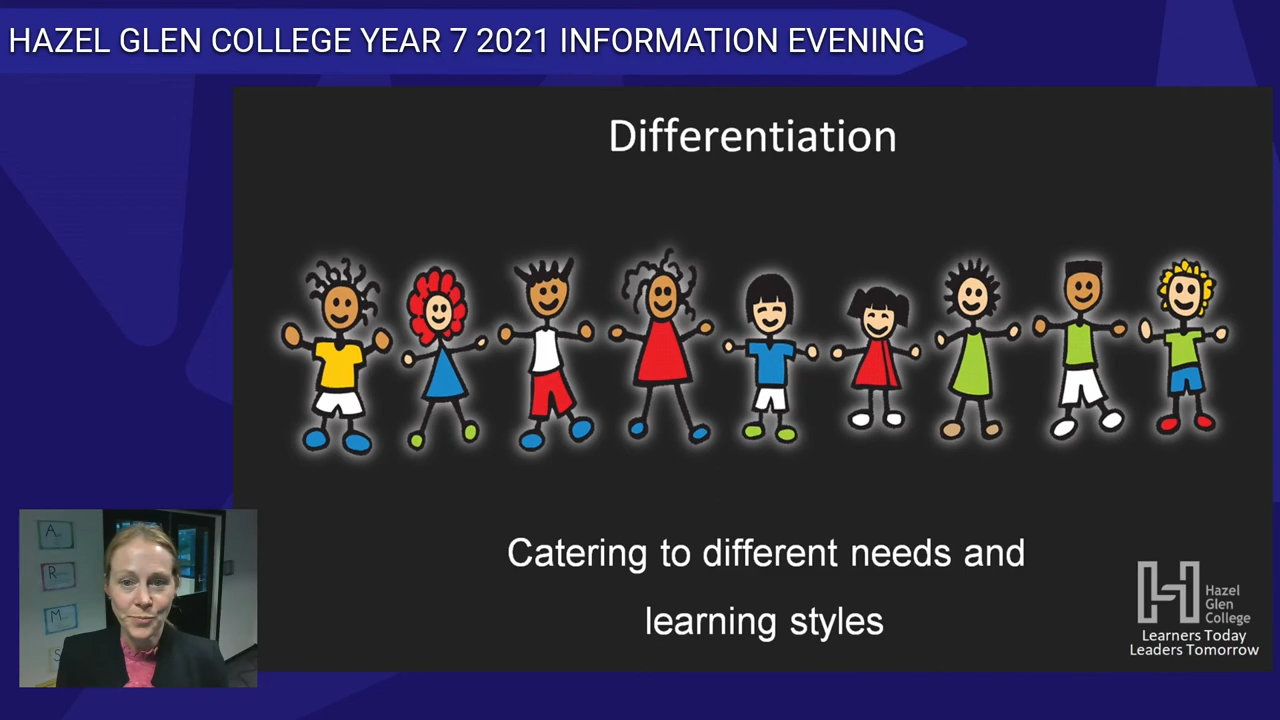 HAZEL GLEN COLLEGE YEAR 7 2021 INFORMATION EVENING
Differentiation
Catering to different needs and
learning styles
Hazel
Glen
College
Learners Today
Leaders Tomorrow
A
R
M
S